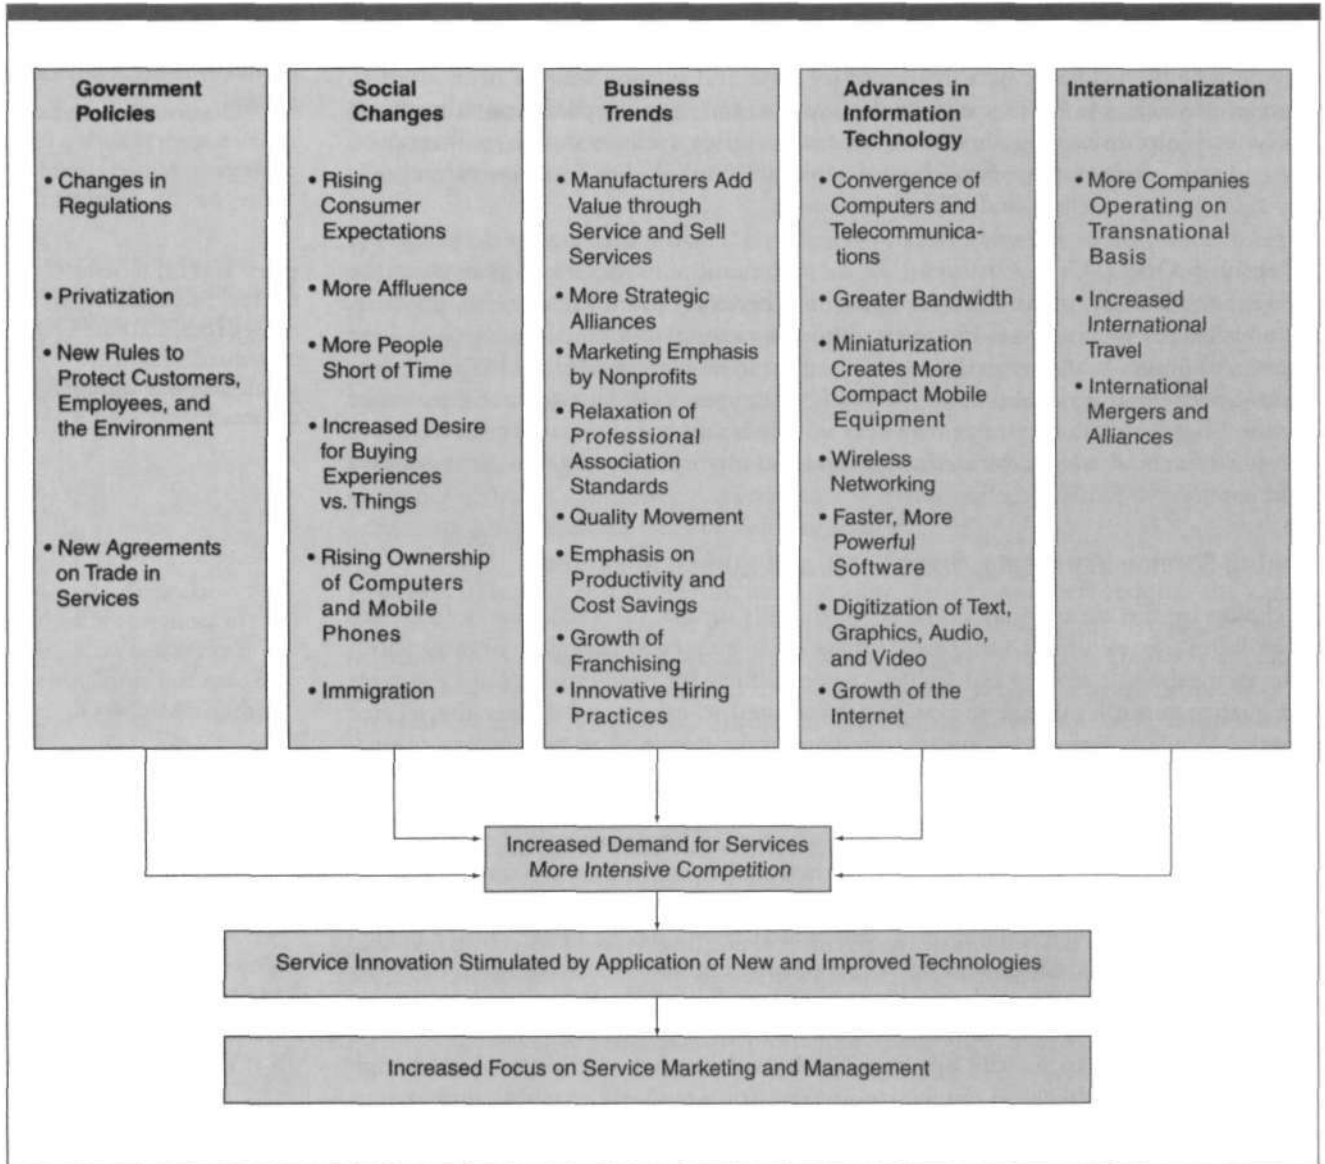 Government
Policies
• Changes in
Regulations
• Privatization
• New Rules to
Protect Customers,
Employees, and
the Environment
• New Agreements
on Trade in
Services
Social
Changes
• Rising
Consumer
Expectations
• More Affluence
• More People
Short of Time
• Increased Desire
for Buying
Experiences
vs. Things
• Rising Ownership
of Computers
and Mobile
Phones
• Immigration
Business
Trends
• Manufacturers Add
Value through
Service and Sell
Services
• More Strategic
Alliances
• Marketing Emphasis
by Nonprofits
• Relaxation of
Professional
Association
Standards
• Quality Movement
• Emphasis on
Productivity and
Cost Savings
• Growth of
Franchising
• Innovative Hiring
Practices
Advances in
Information
Technology
• Convergence of
Computers and
Telecommunica-
tions
• Greater Bandwidth
• Miniaturization
Creates More
Compact Mobile
Equipment
• Wireless
Networking
• Faster, More
Powerful
Software
• Digitization of Text,
Graphics, Audio,
and Video
• Growth of the
Internet
Internationalization
• More Companies
Operating on
Transnational
Basis
• Increased
International
Travel
• International
Mergers and
Alliances
Increased Demand for Services
More Intensive Competition
Service Innovation Stimulated by Application of New and Improved Technologies
Increased Focus on Service Marketing and Management